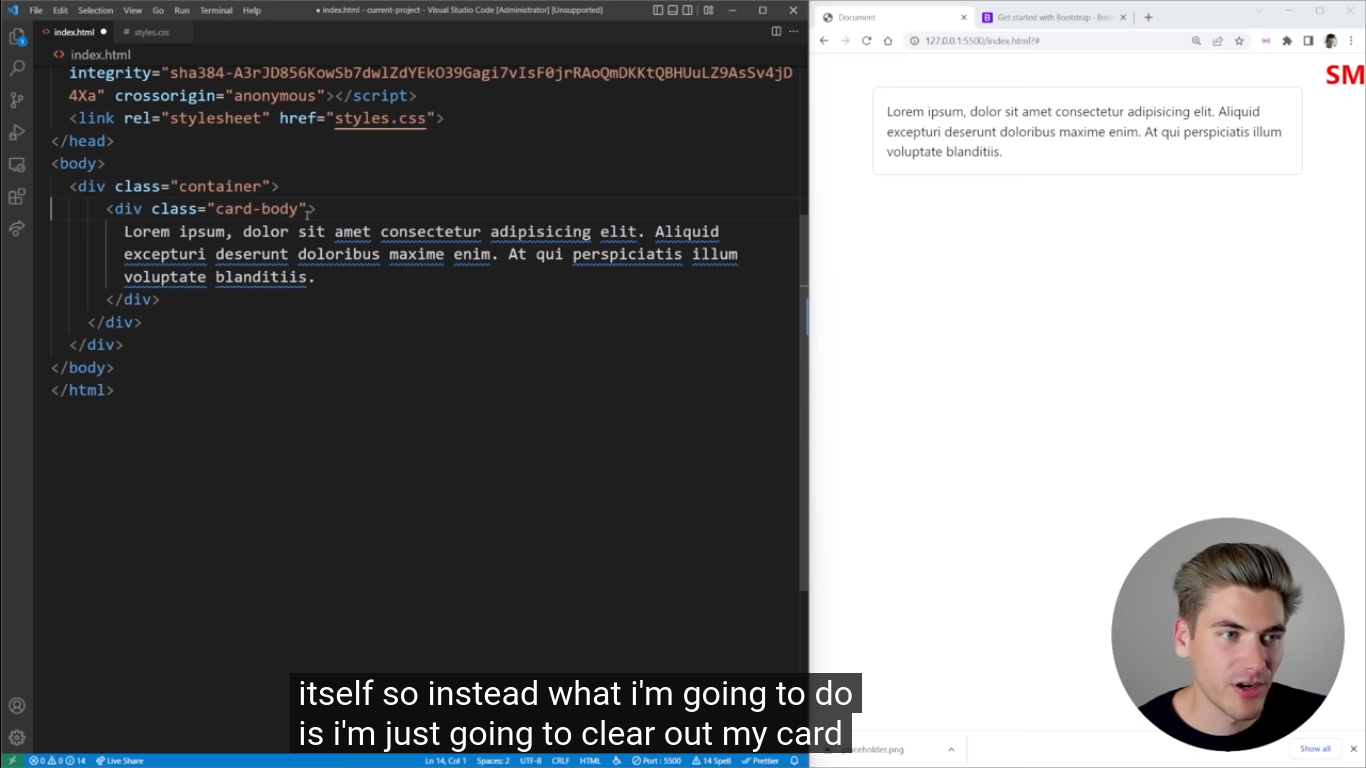 File Edit Selection View Go Run Terminal Help
● index.html - current-project - Visual Studio Code [Administrator] [Unsupported]
index.html ● # styles.css
<> index.html
integrity="sha384-A3rJD856KowSb7dwlZdYEkO39Gagi7vIsF0jrRAoQmDKKtQBHUuLZ9AsSv4jD
4Xa" crossorigin="anonymous"></script>
<link rel="stylesheet" href="styles.css">
</head>
<body>
<div class="container">
<div class="card-body">
Lorem ipsum, dolor sit amet consectetur adipisicing elit. Aliquid
excepturi deserunt doloribus maxime enim. At qui perspiciatis illum
voluptate blanditiis.
</div>
</div>
</div>
</body>
</html>
0 0 14 Live Share
Ln 14, Col 1 Spaces: 2 UTF-8 CRLF HTML Port : 5500 14 Spell Prettier
Document
Get started with Bootstrap · Boo
127.0.0.1:5500/index.html?#
SM
Lorem ipsum, dolor sit amet consectetur adipisicing elit. Aliquid
excepturi deserunt doloribus maxime enim. At qui perspiciatis illum
voluptate blanditiis.
placeholder.png
Show all
itself so instead what i'm going to do
is i'm just going to clear out my card